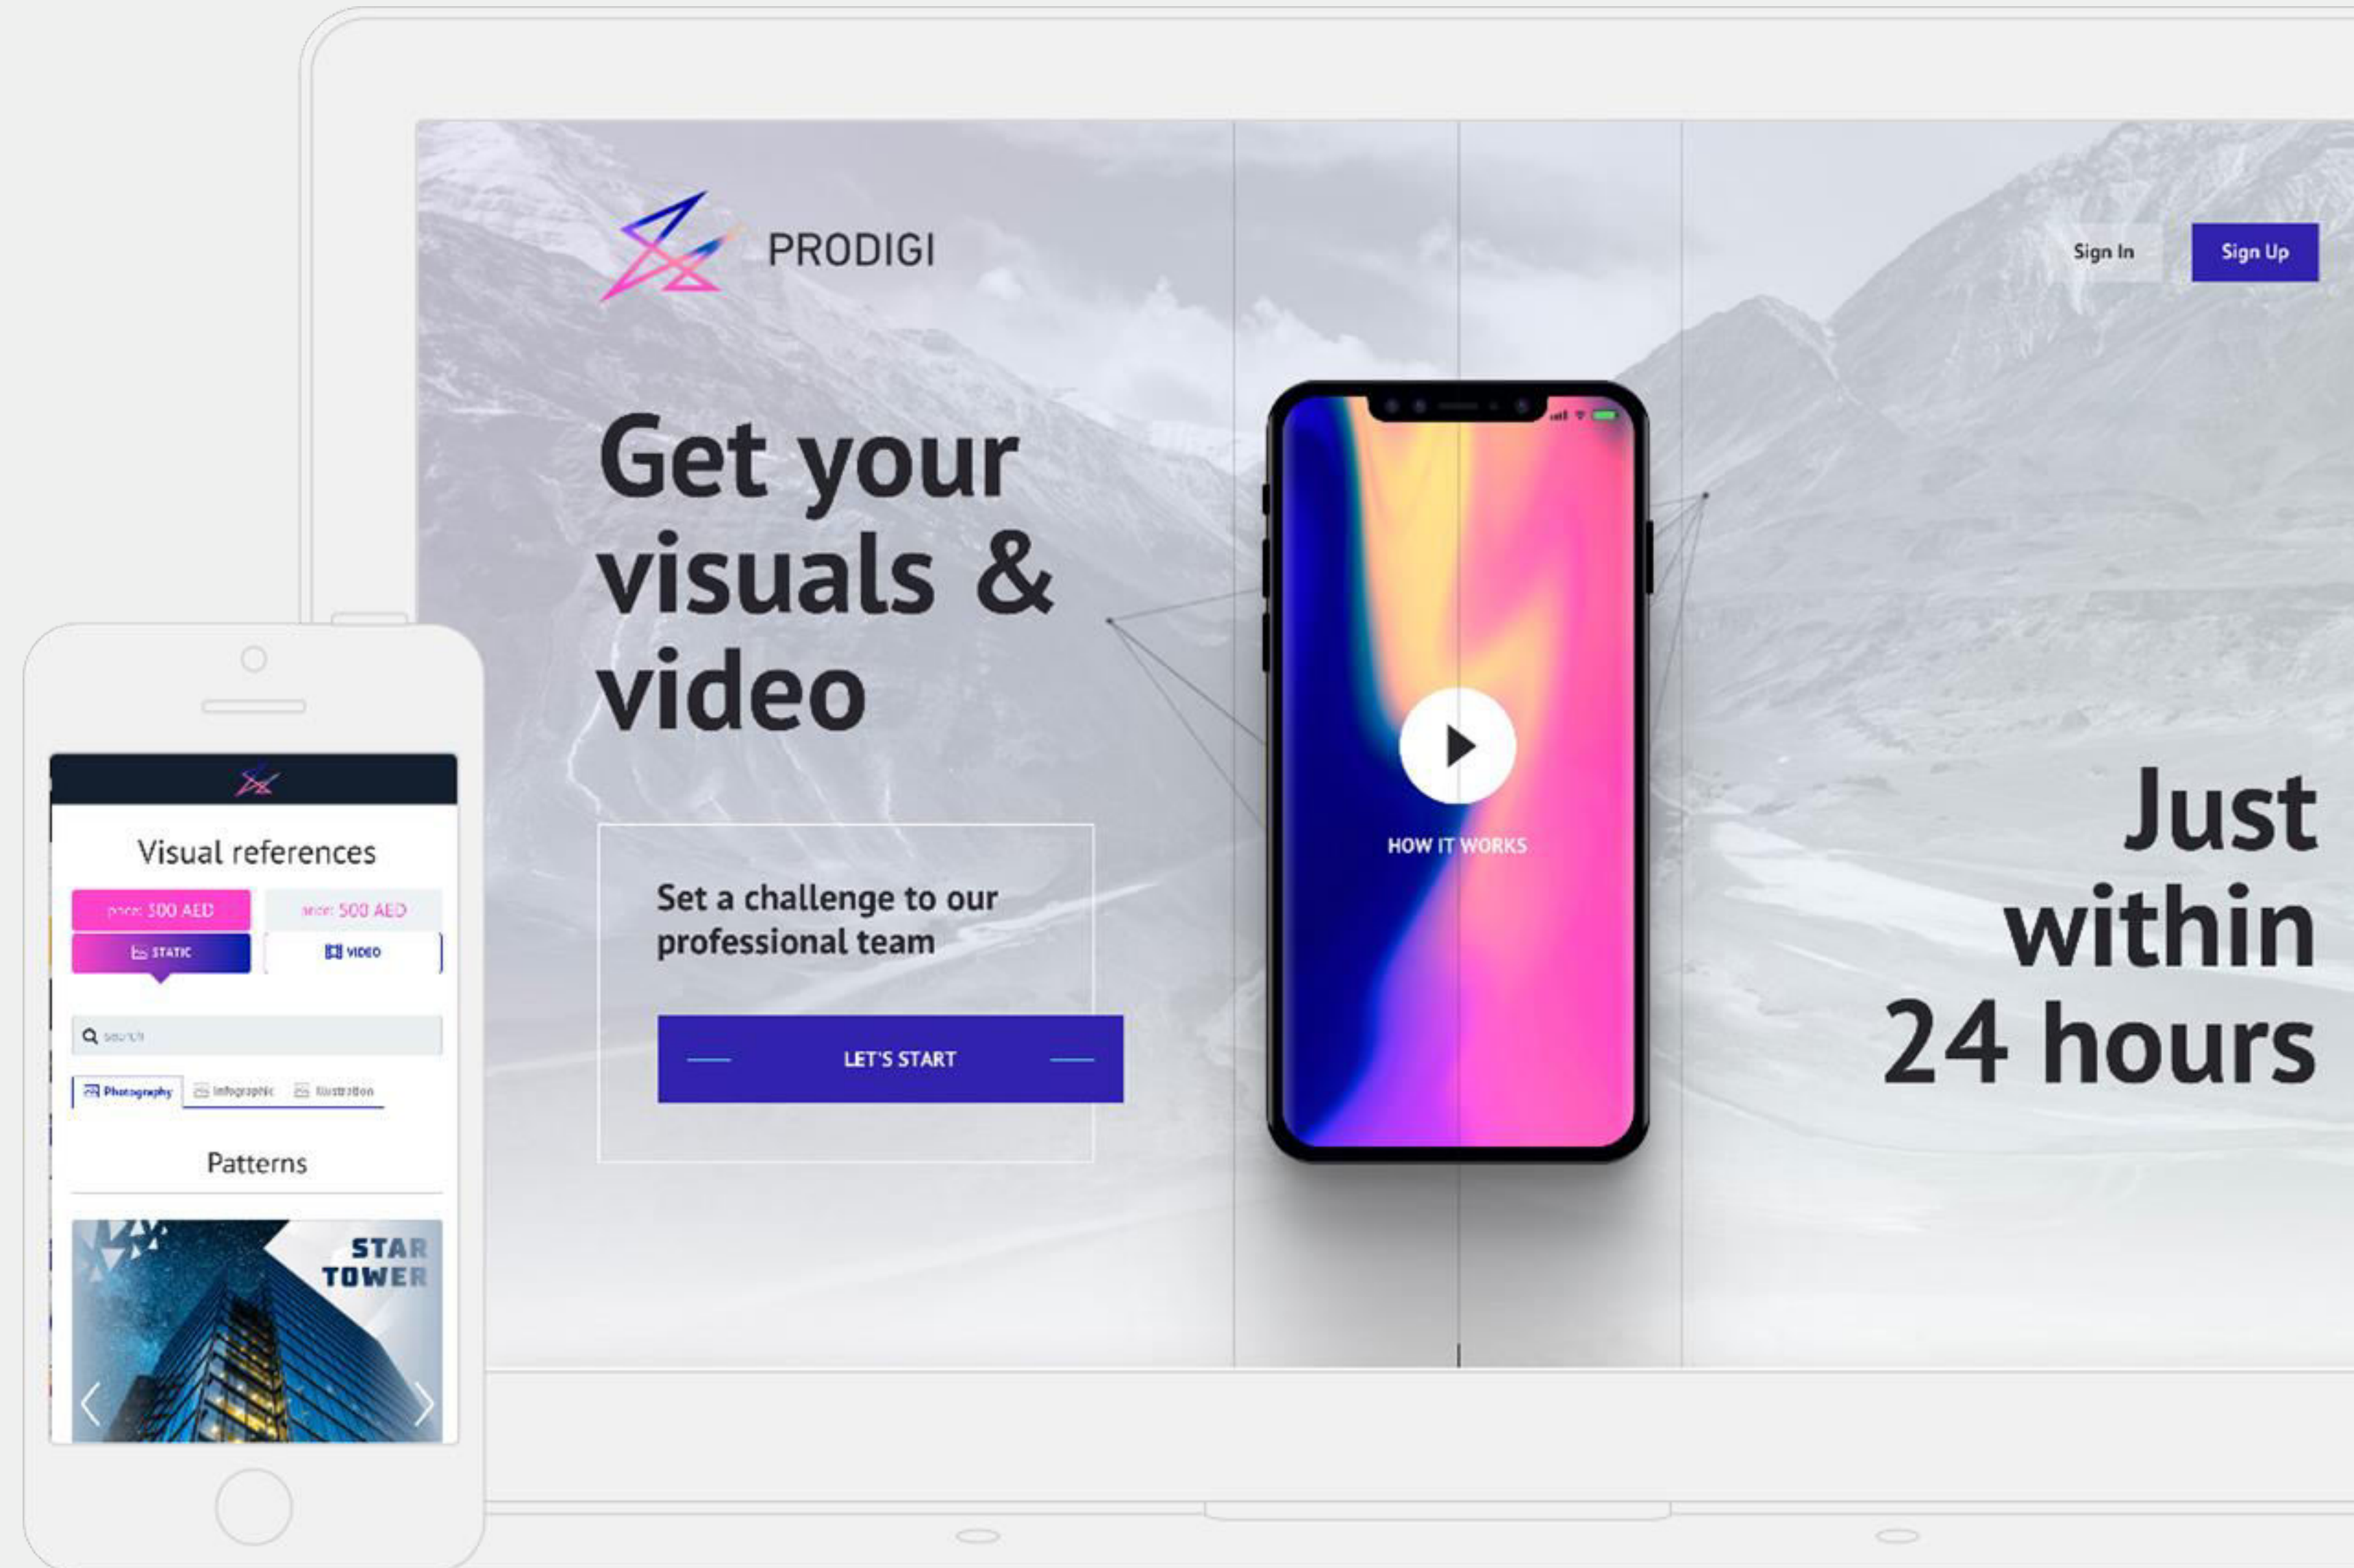 PRODIGI
Sign In
Sign Up
Get your
visuals &
video
HOW IT WORKS
Set a challenge to our
professional team
LET'S START
Just
within
24 hours
Visual references
300 AED
500 AED
STATIC
VIDEO
search
Photography
Infographic
Illustration
Patterns
STAR
TOWER